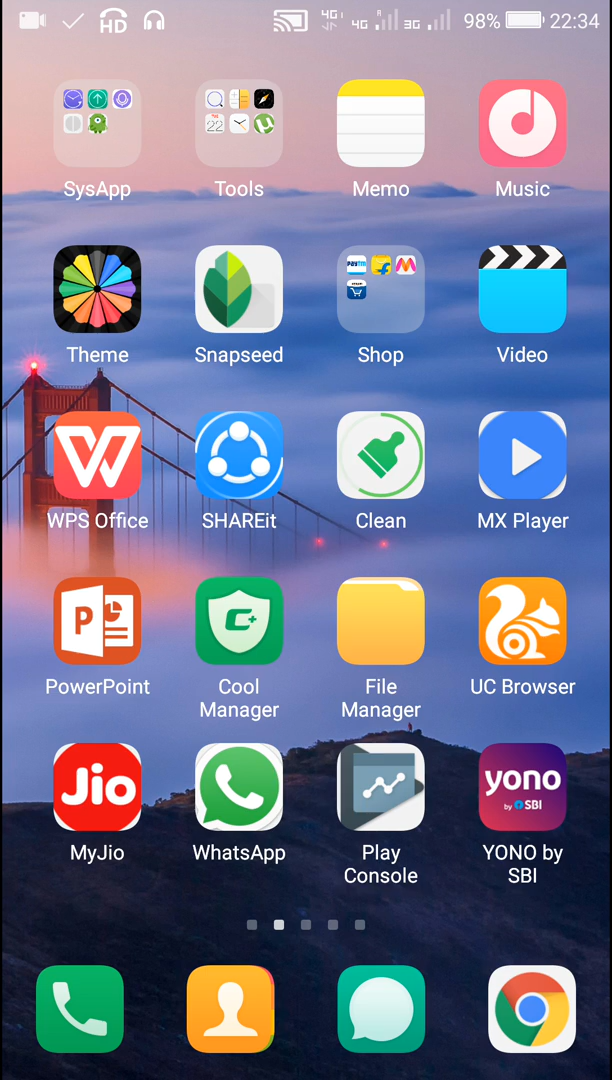 HD 4G 4G R 3G 98% 22:34
SysApp Tools Memo Music
22
Theme Snapseed Shop Video
paytm
WPS Office SHAREit Clean MX Player
P C+
PowerPoint Cool Manager File Manager UC Browser
Jio yono
by SBI
MyJio WhatsApp Play Console YONO by SBI